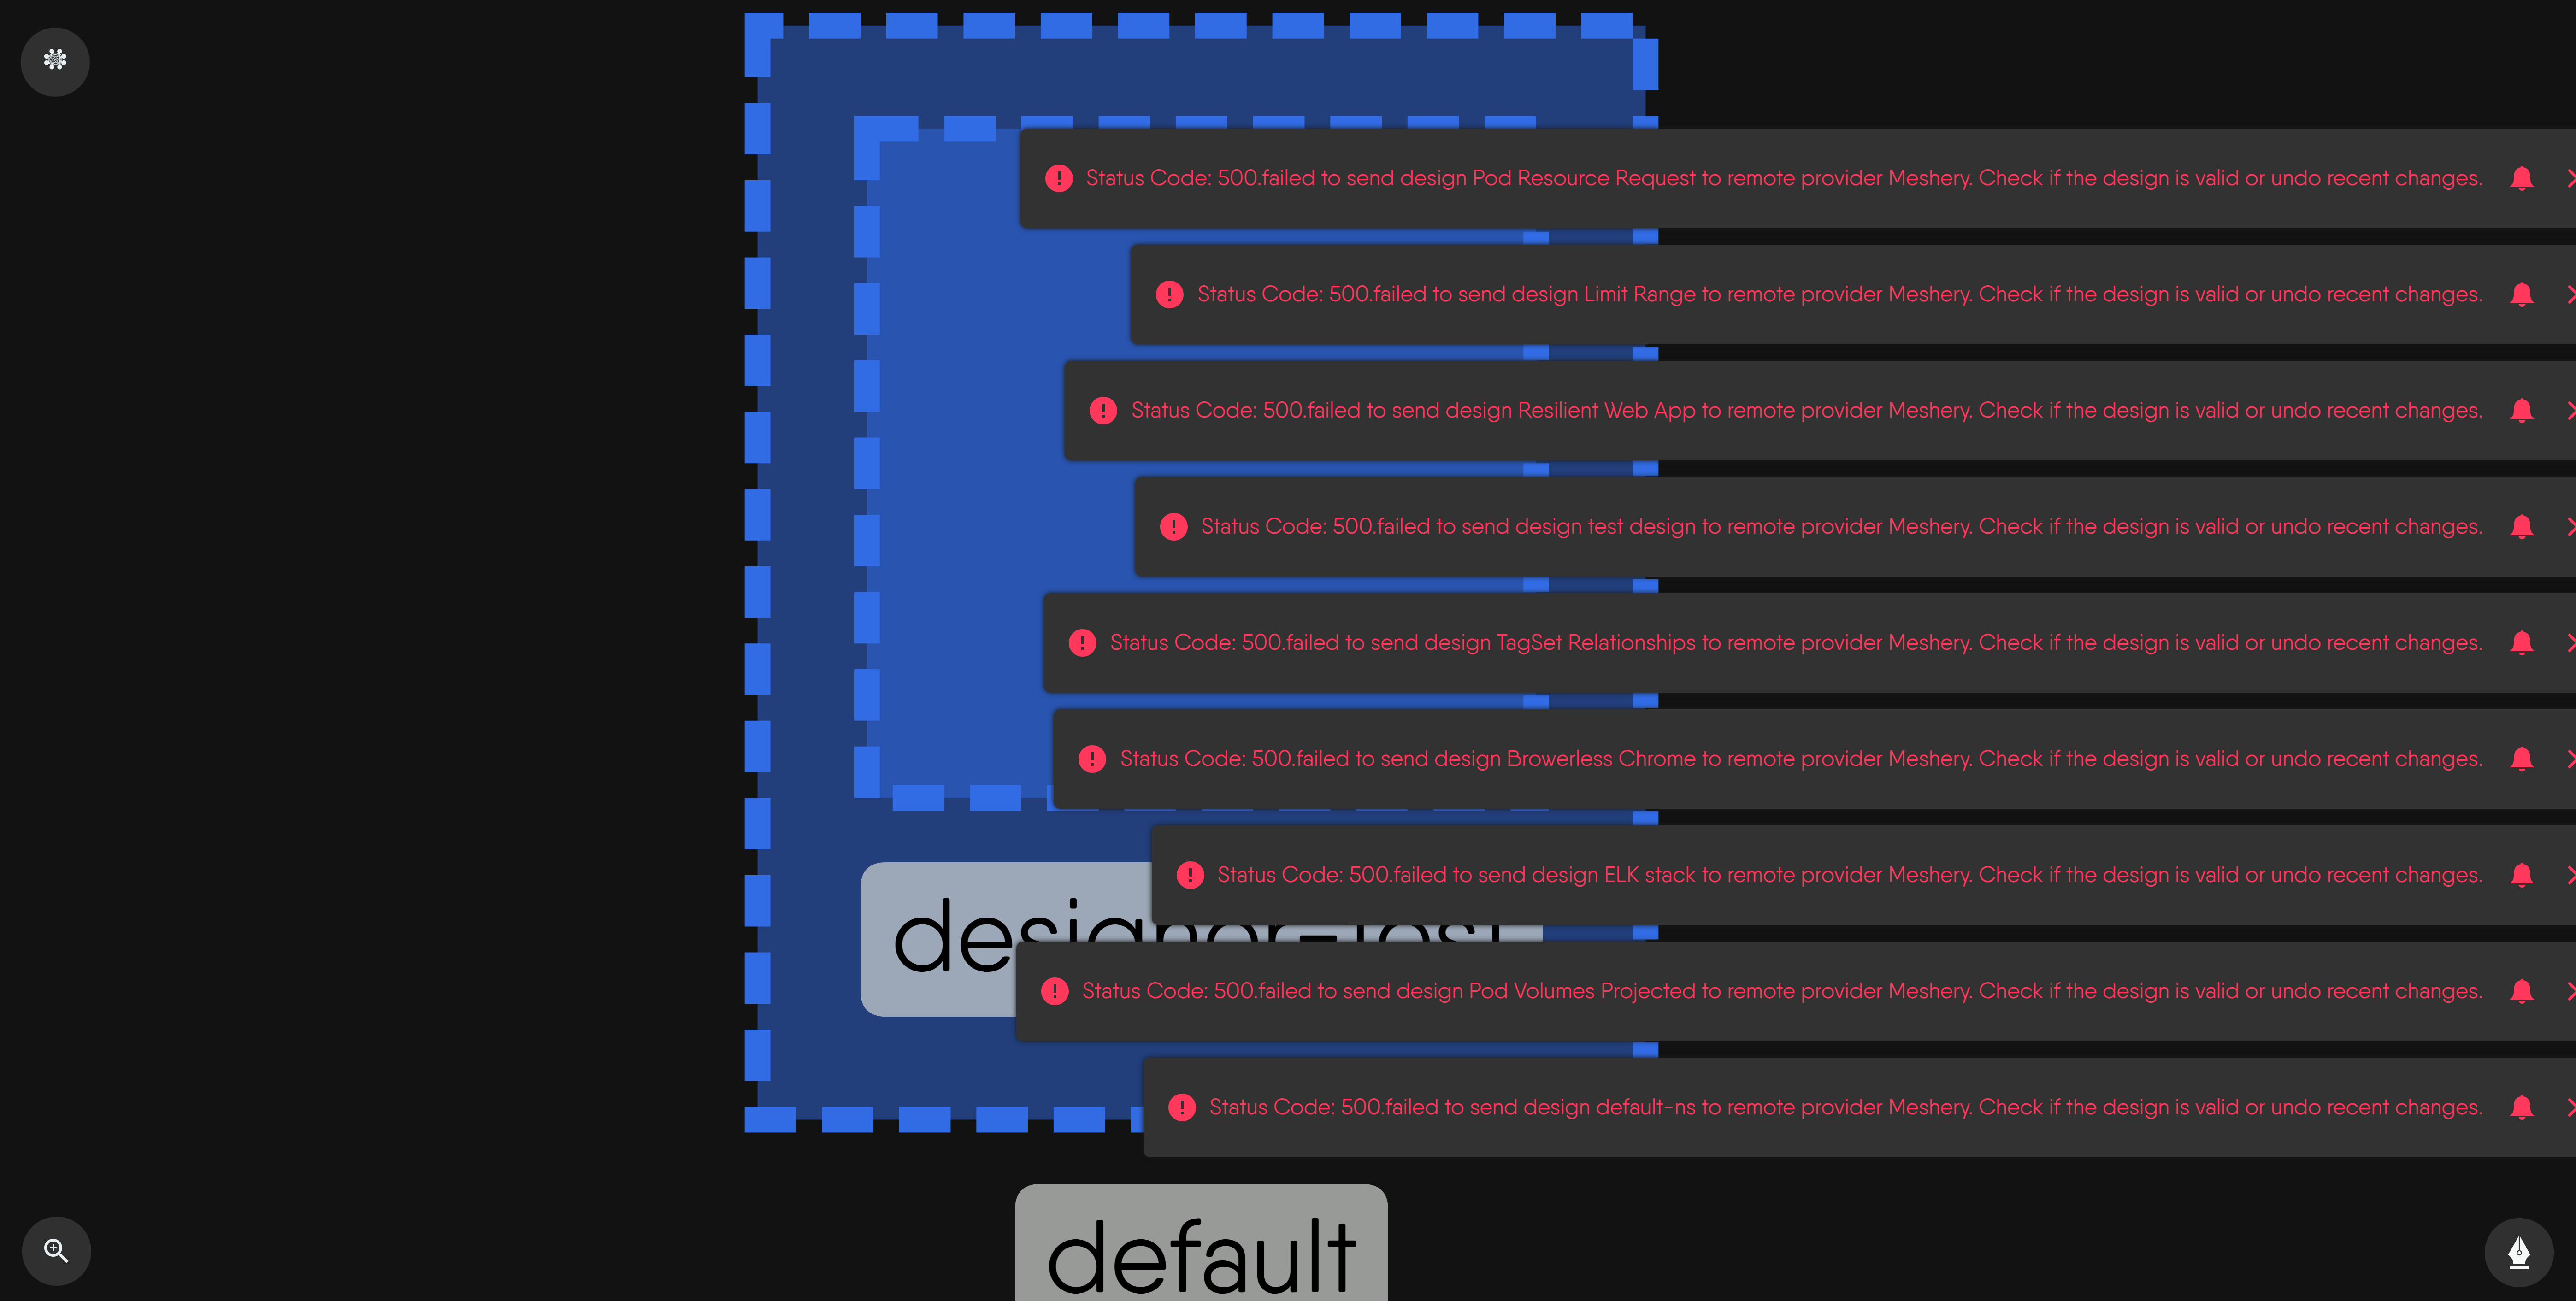 Status Code: 500.failed to send design Pod Resource Request to remote provider Meshery. Check if the design is valid or undo recent changes.
Status Code: 500.failed to send design Limit Range to remote provider Meshery. Check if the design is valid or undo recent changes.
Status Code: 500.failed to send design Resilient Web App to remote provider Meshery. Check if the design is valid or undo recent changes.
Status Code: 500.failed to send design test design to remote provider Meshery. Check if the design is valid or undo recent changes.
Status Code: 500.failed to send design TagSet Relationships to remote provider Meshery. Check if the design is valid or undo recent changes.
Status Code: 500.failed to send design Browerless Chrome to remote provider Meshery. Check if the design is valid or undo recent changes.
Status Code: 500.failed to send design ELK stack to remote provider Meshery. Check if the design is valid or undo recent changes.
Status Code: 500.failed to send design Pod Volumes Projected to remote provider Meshery. Check if the design is valid or undo recent changes.
Status Code: 500.failed to send design default-ns to remote provider Meshery. Check if the design is valid or undo recent changes.
default